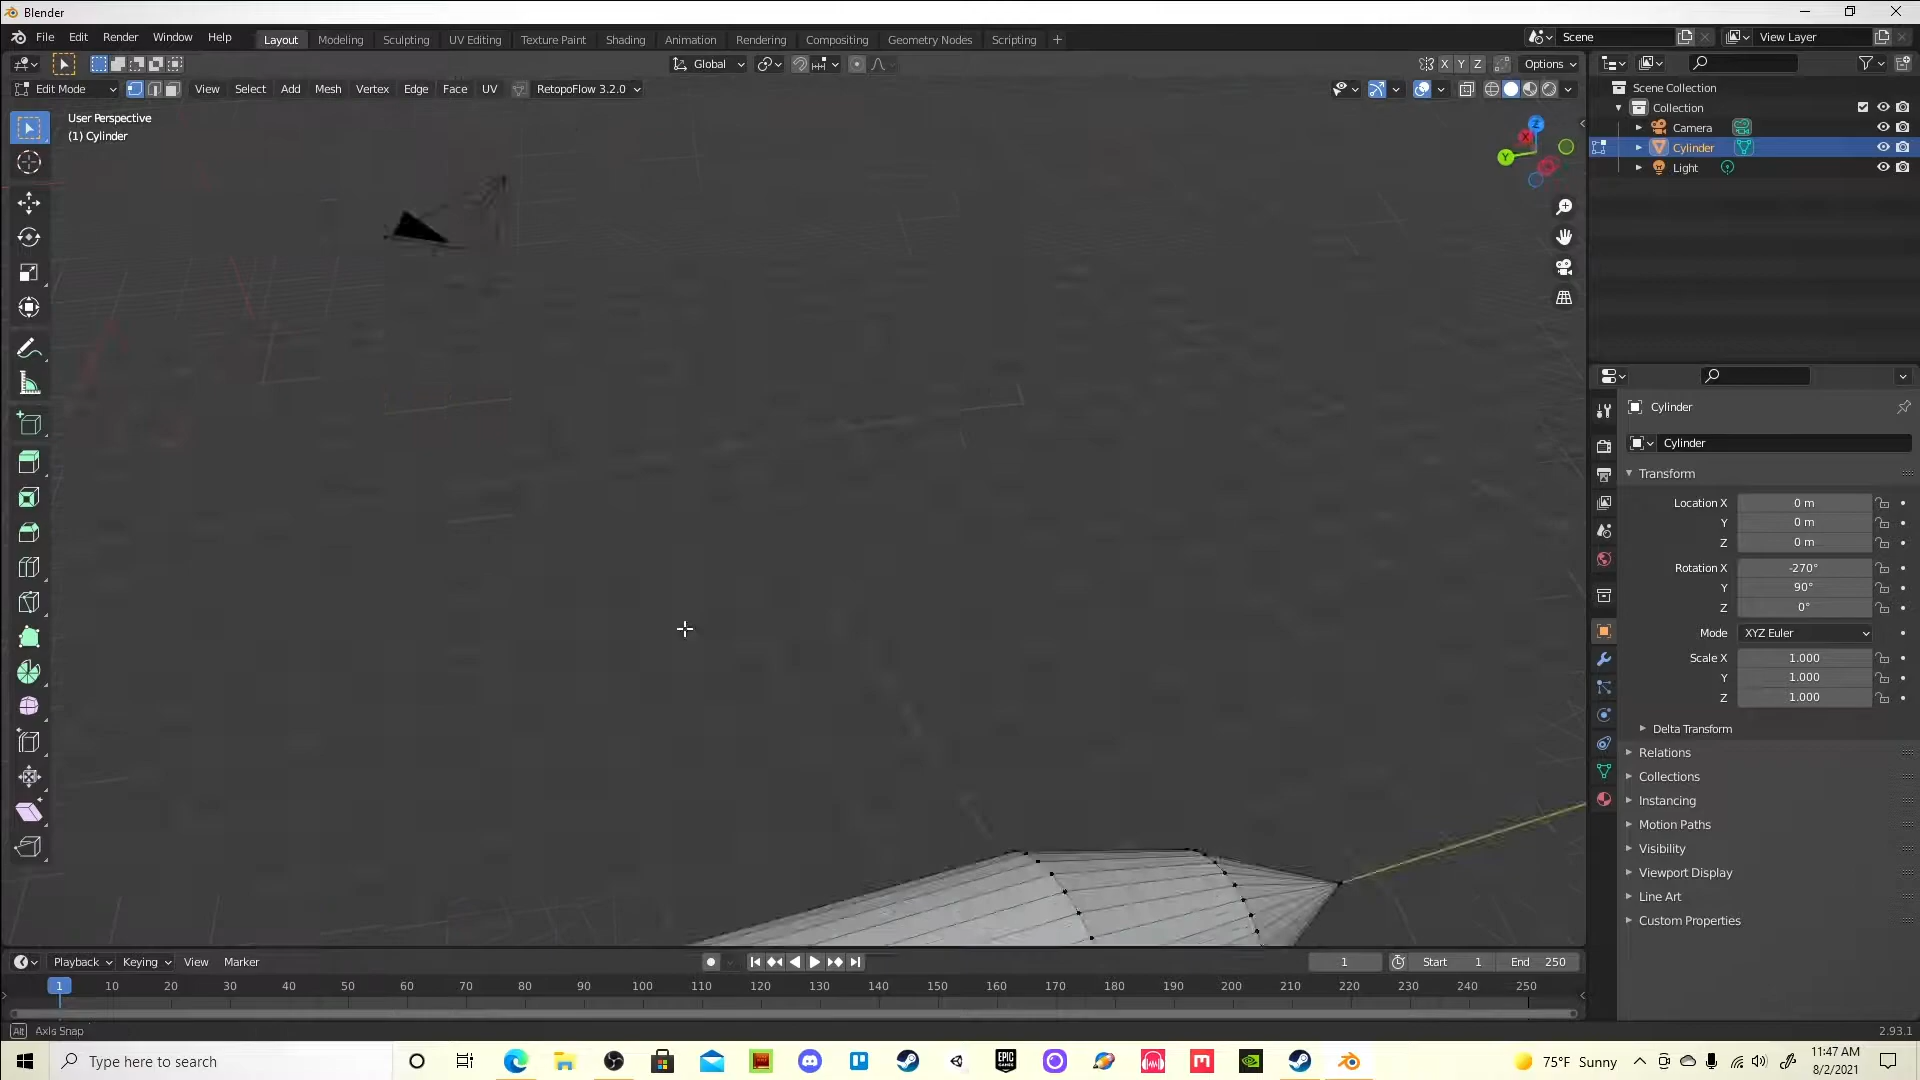 Blender
File Edit Render Window Help
Layout Modeling Sculpting UV Editing Texture Paint Shading Animation Rendering Compositing Geometry Nodes Scripting +
Scene
View Layer
Global
X Y Z
Options
Edit Mode
View Select Add Mesh Vertex Edge Face UV RetopoFlow 3.2.0
User Perspective
(1) Cylinder
Z
X
Y
Scene Collection
Collection
Camera
Cylinder
Light
Cylinder
Cylinder
Transform
Location X 0 m
Y 0 m
Z 0 m
Rotation X -270°
Y 90°
Z 0°
Mode XYZ Euler
Scale X 1.000
Y 1.000
Z 1.000
Delta Transform
Relations
Collections
Instancing
Motion Paths
Visibility
Viewport Display
Line Art
Custom Properties
Playback Keying View Marker
1 Start 1 End 250
1 10 20 30 40 50 60 70 80 90 100 110 120 130 140 150 160 170 180 190 200 210 220 230 240 250
Alt Axis Snap
2.93.1
Type here to search
EPIC GAMES
75°F Sunny
11:47 AM
8/2/2021